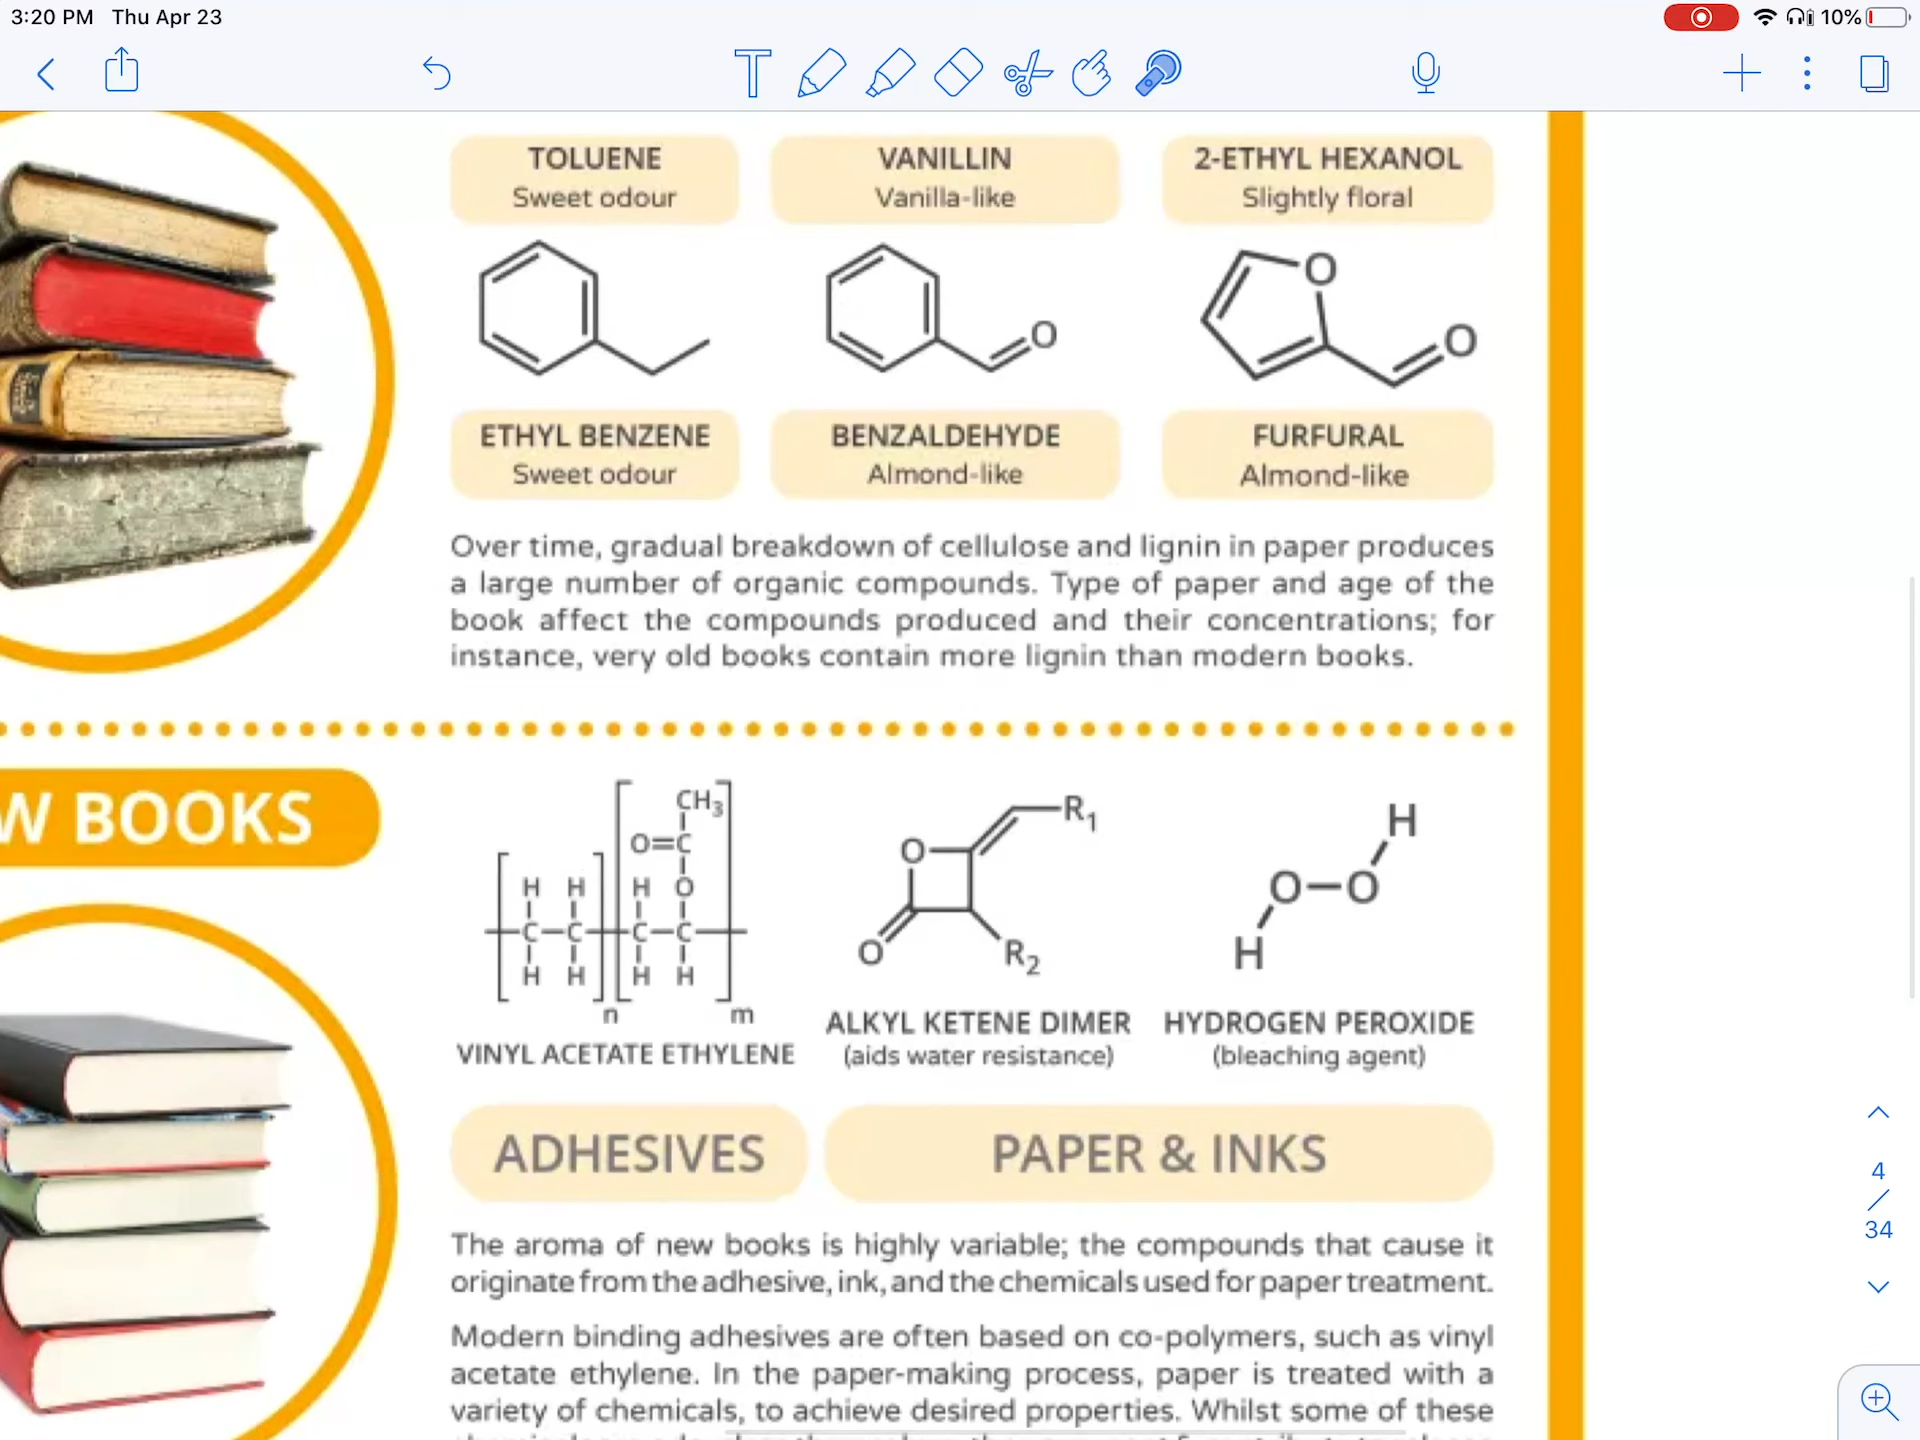 3:20 PM Thu Apr 23
10%
TOLUENE
Sweet odour
VANILLIN
Vanilla-like
2-ETHYL HEXANOL
Slightly floral
O
O
O
ETHYL BENZENE
Sweet odour
BENZALDEHYDE
Almond-like
FURFURAL
Almond-like
Over time, gradual breakdown of cellulose and lignin in paper produces
a large number of organic compounds. Type of paper and age of the
book affect the compounds produced and their concentrations; for
instance, very old books contain more lignin than modern books.
W BOOKS
CH3
O=C
H H H O
C C C C
H H H H
n m
VINYL ACETATE ETHYLENE
R1
O
O
R2
ALKYL KETENE DIMER
(aids water resistance)
H
O–O
H
HYDROGEN PEROXIDE
(bleaching agent)
ADHESIVES
PAPER & INKS
The aroma of new books is highly variable; the compounds that cause it
originate from the adhesive, ink, and the chemicals used for paper treatment.
Modern binding adhesives are often based on co-polymers, such as vinyl
acetate ethylene. In the paper-making process, paper is treated with a
variety of chemicals, to achieve desired properties. Whilst some of these
4
/
34